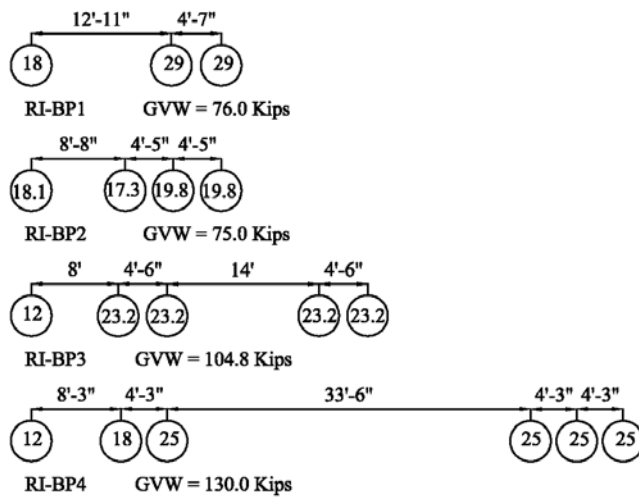 12'-11" 4'-7"
18 29 29
RI-BP1 GVW = 76.0 Kips
8'-8" 4'-5" 4'-5"
18.1 17.3 19.8 19.8
RI-BP2 GVW = 75.0 Kips
8' 4'-6" 14' 4'-6"
12 23.2 23.2 23.2 23.2
RI-BP3 GVW = 104.8 Kips
8'-3" 4'-3" 33'-6" 4'-3" 4'-3"
12 18 25 25 25 25
RI-BP4 GVW = 130.0 Kips